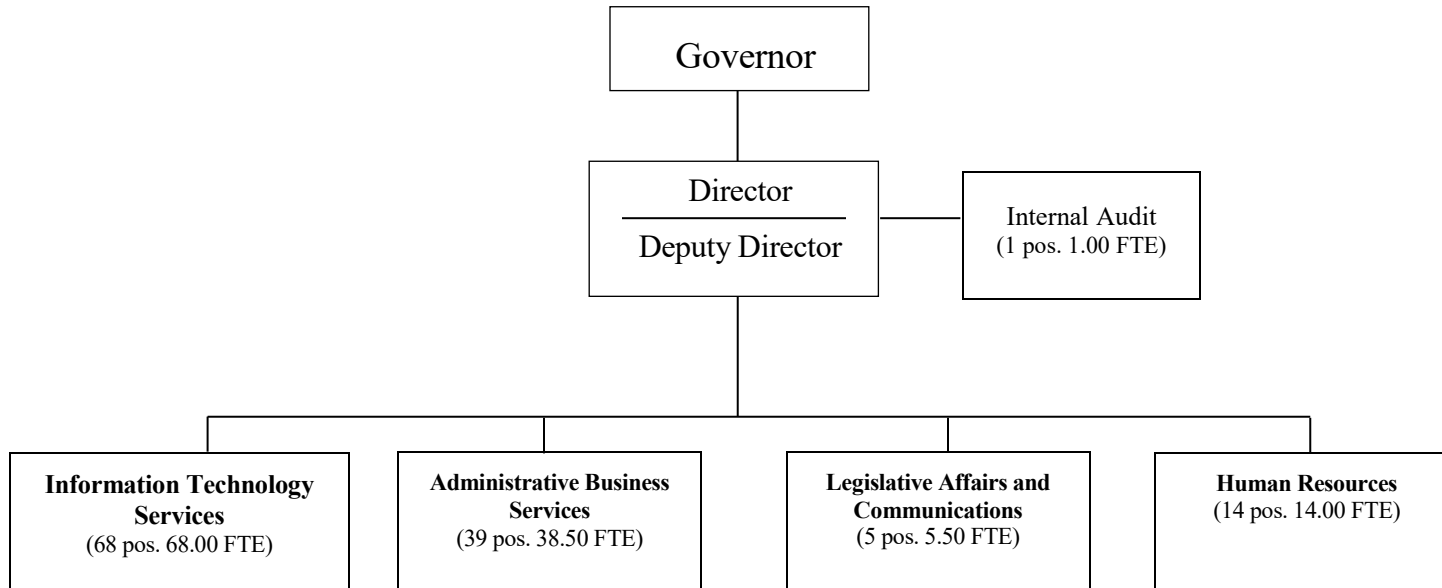 Governor
Director
Deputy Director
Internal Audit
(1 pos. 1.00 FTE)
Information Technology
Services
(68 pos. 68.00 FTE)
Administrative Business
Services
(39 pos. 38.50 FTE)
Legislative Affairs and
Communications
(5 pos. 5.50 FTE)
Human Resources
(14 pos. 14.00 FTE)